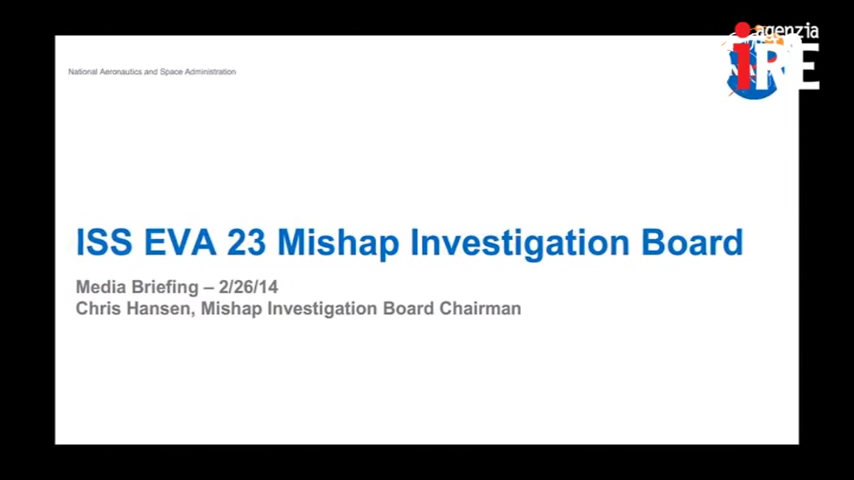 agenzia
iRE
National Aeronautics and Space Administration
ISS EVA 23 Mishap Investigation Board
Media Briefing – 2/26/14
Chris Hansen, Mishap Investigation Board Chairman